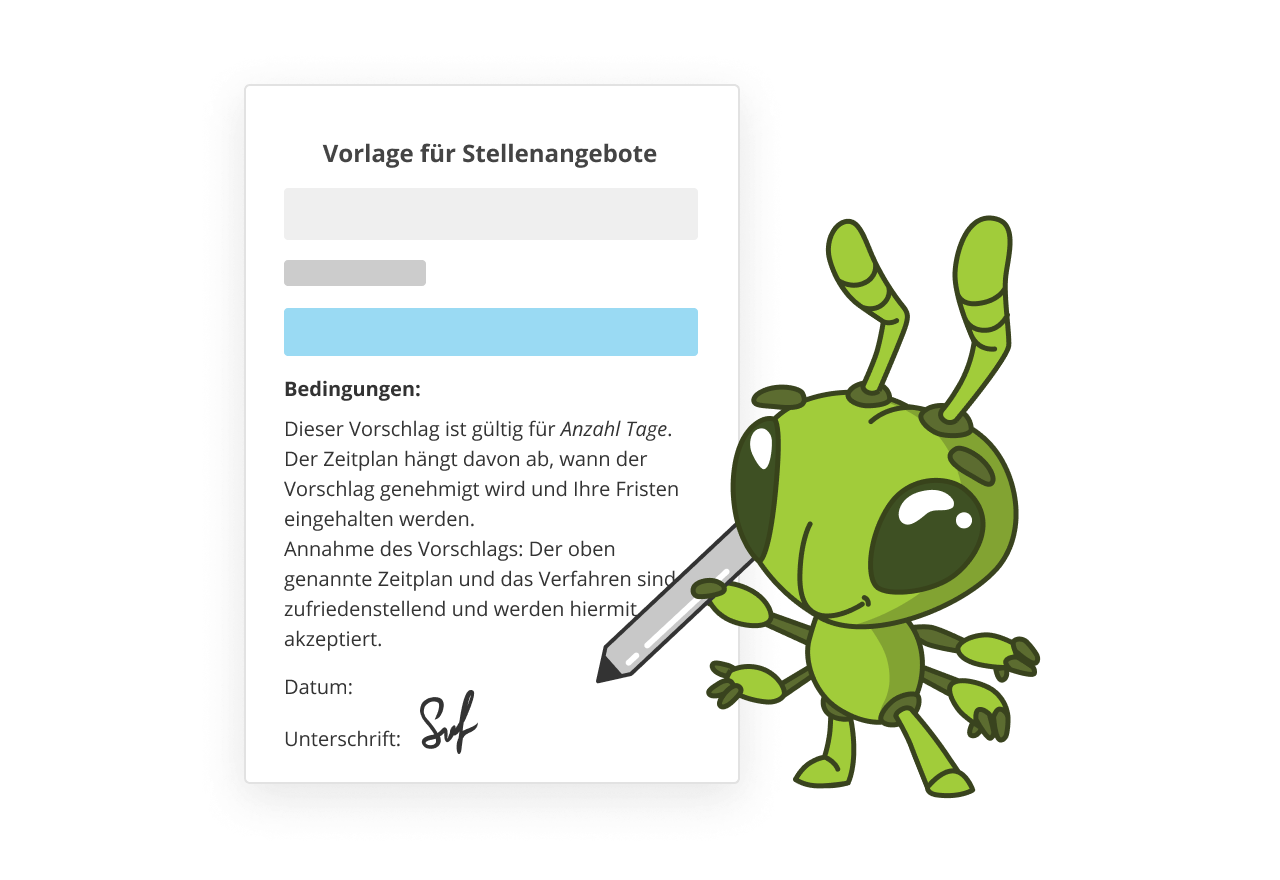 Vorlage für Stellenangebote
Bedingungen:
Dieser Vorschlag ist gültig für Anzahl Tage.
Der Zeitplan hängt davon ab, wann der
Vorschlag genehmigt wird und Ihre Fristen
eingehalten werden.
Annahme des Vorschlags: Der oben
genannte Zeitplan und das Verfahren sind
zufriedenstellend und werden hiermit
akzeptiert.
Datum:
Unterschrift: